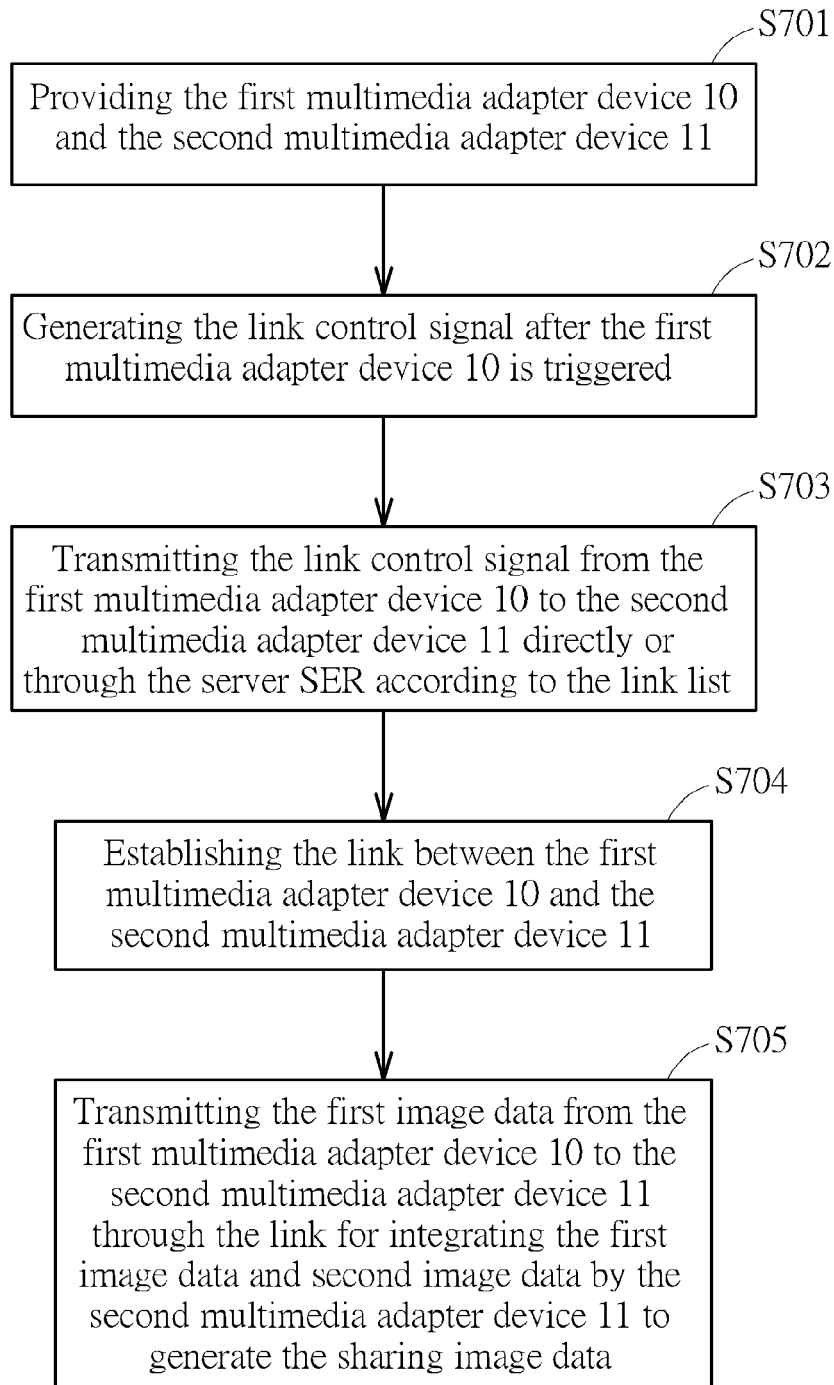 S701
Providing the first multimedia adapter device 10
and the second multimedia adapter device 11
S702
Generating the link control signal after the first
multimedia adapter device 10 is triggered
S703
Transmitting the link control signal from the
first multimedia adapter device 10 to the second
multimedia adapter device 11 directly or
through the server SER according to the link list
S704
Establishing the link between the first
multimedia adapter device 10 and the
second multimedia adapter device 11
S705
Transmitting the first image data from the
first multimedia adapter device 10 to the
second multimedia adapter device 11
through the link for integrating the first
image data and second image data by the
second multimedia adapter device 11 to
generate the sharing image data